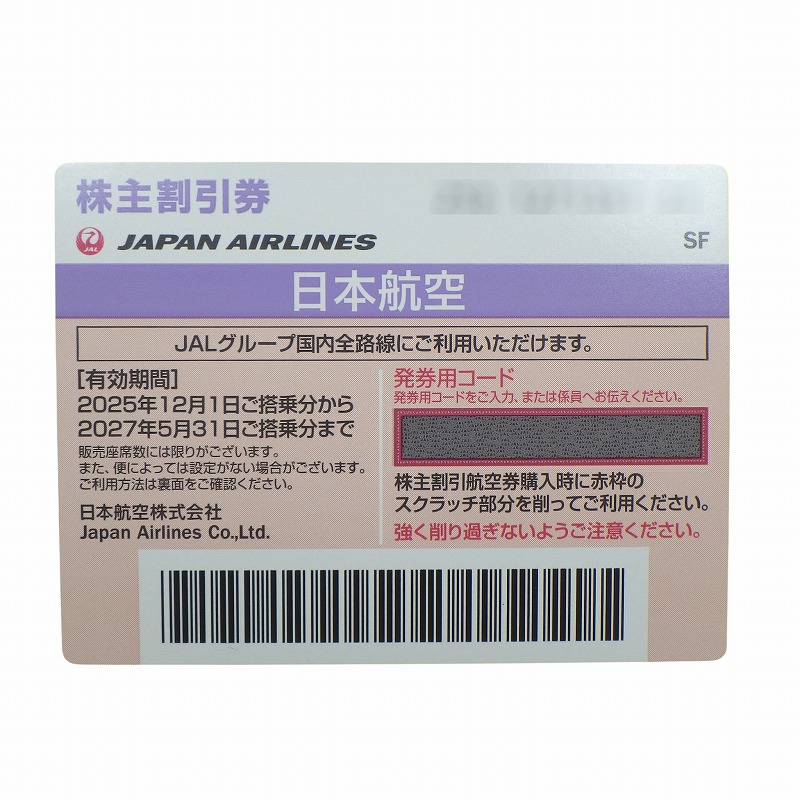 株主割引券
JAL
JAPAN AIRLINES
SF
日本航空
JALグループ国内全路線にご利用いただけます。
[有効期間]
2025年12月1日ご搭乗分から
2027年5月31日ご搭乗分まで
販売座席数には限りがございます。
また、便によっては設定がない場合がございます。
ご利用方法は裏面をご確認ください。
日本航空株式会社
Japan Airlines Co.,Ltd.
発券用コード
発券用コードをご入力、または係員へお伝えください。
株主割引航空券購入時に赤枠の
スクラッチ部分を削ってご利用ください。
強く削り過ぎないようご注意ください。